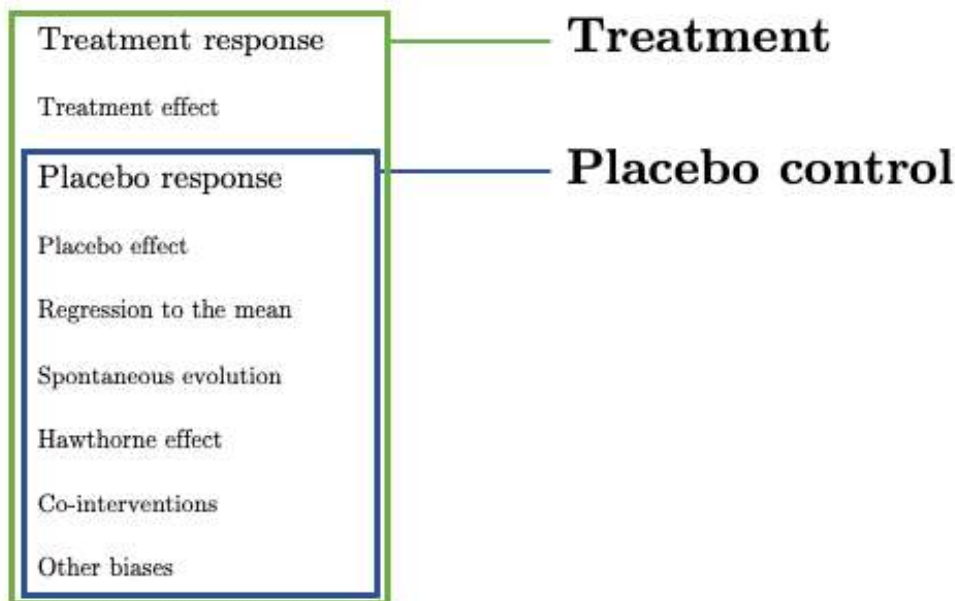 Treatment response
Treatment
Treatment effect
Placebo response
Placebo control
Placebo effect
Regression to the mean
Spontaneous evolution
Hawthorne effect
Co-interventions
Other biases